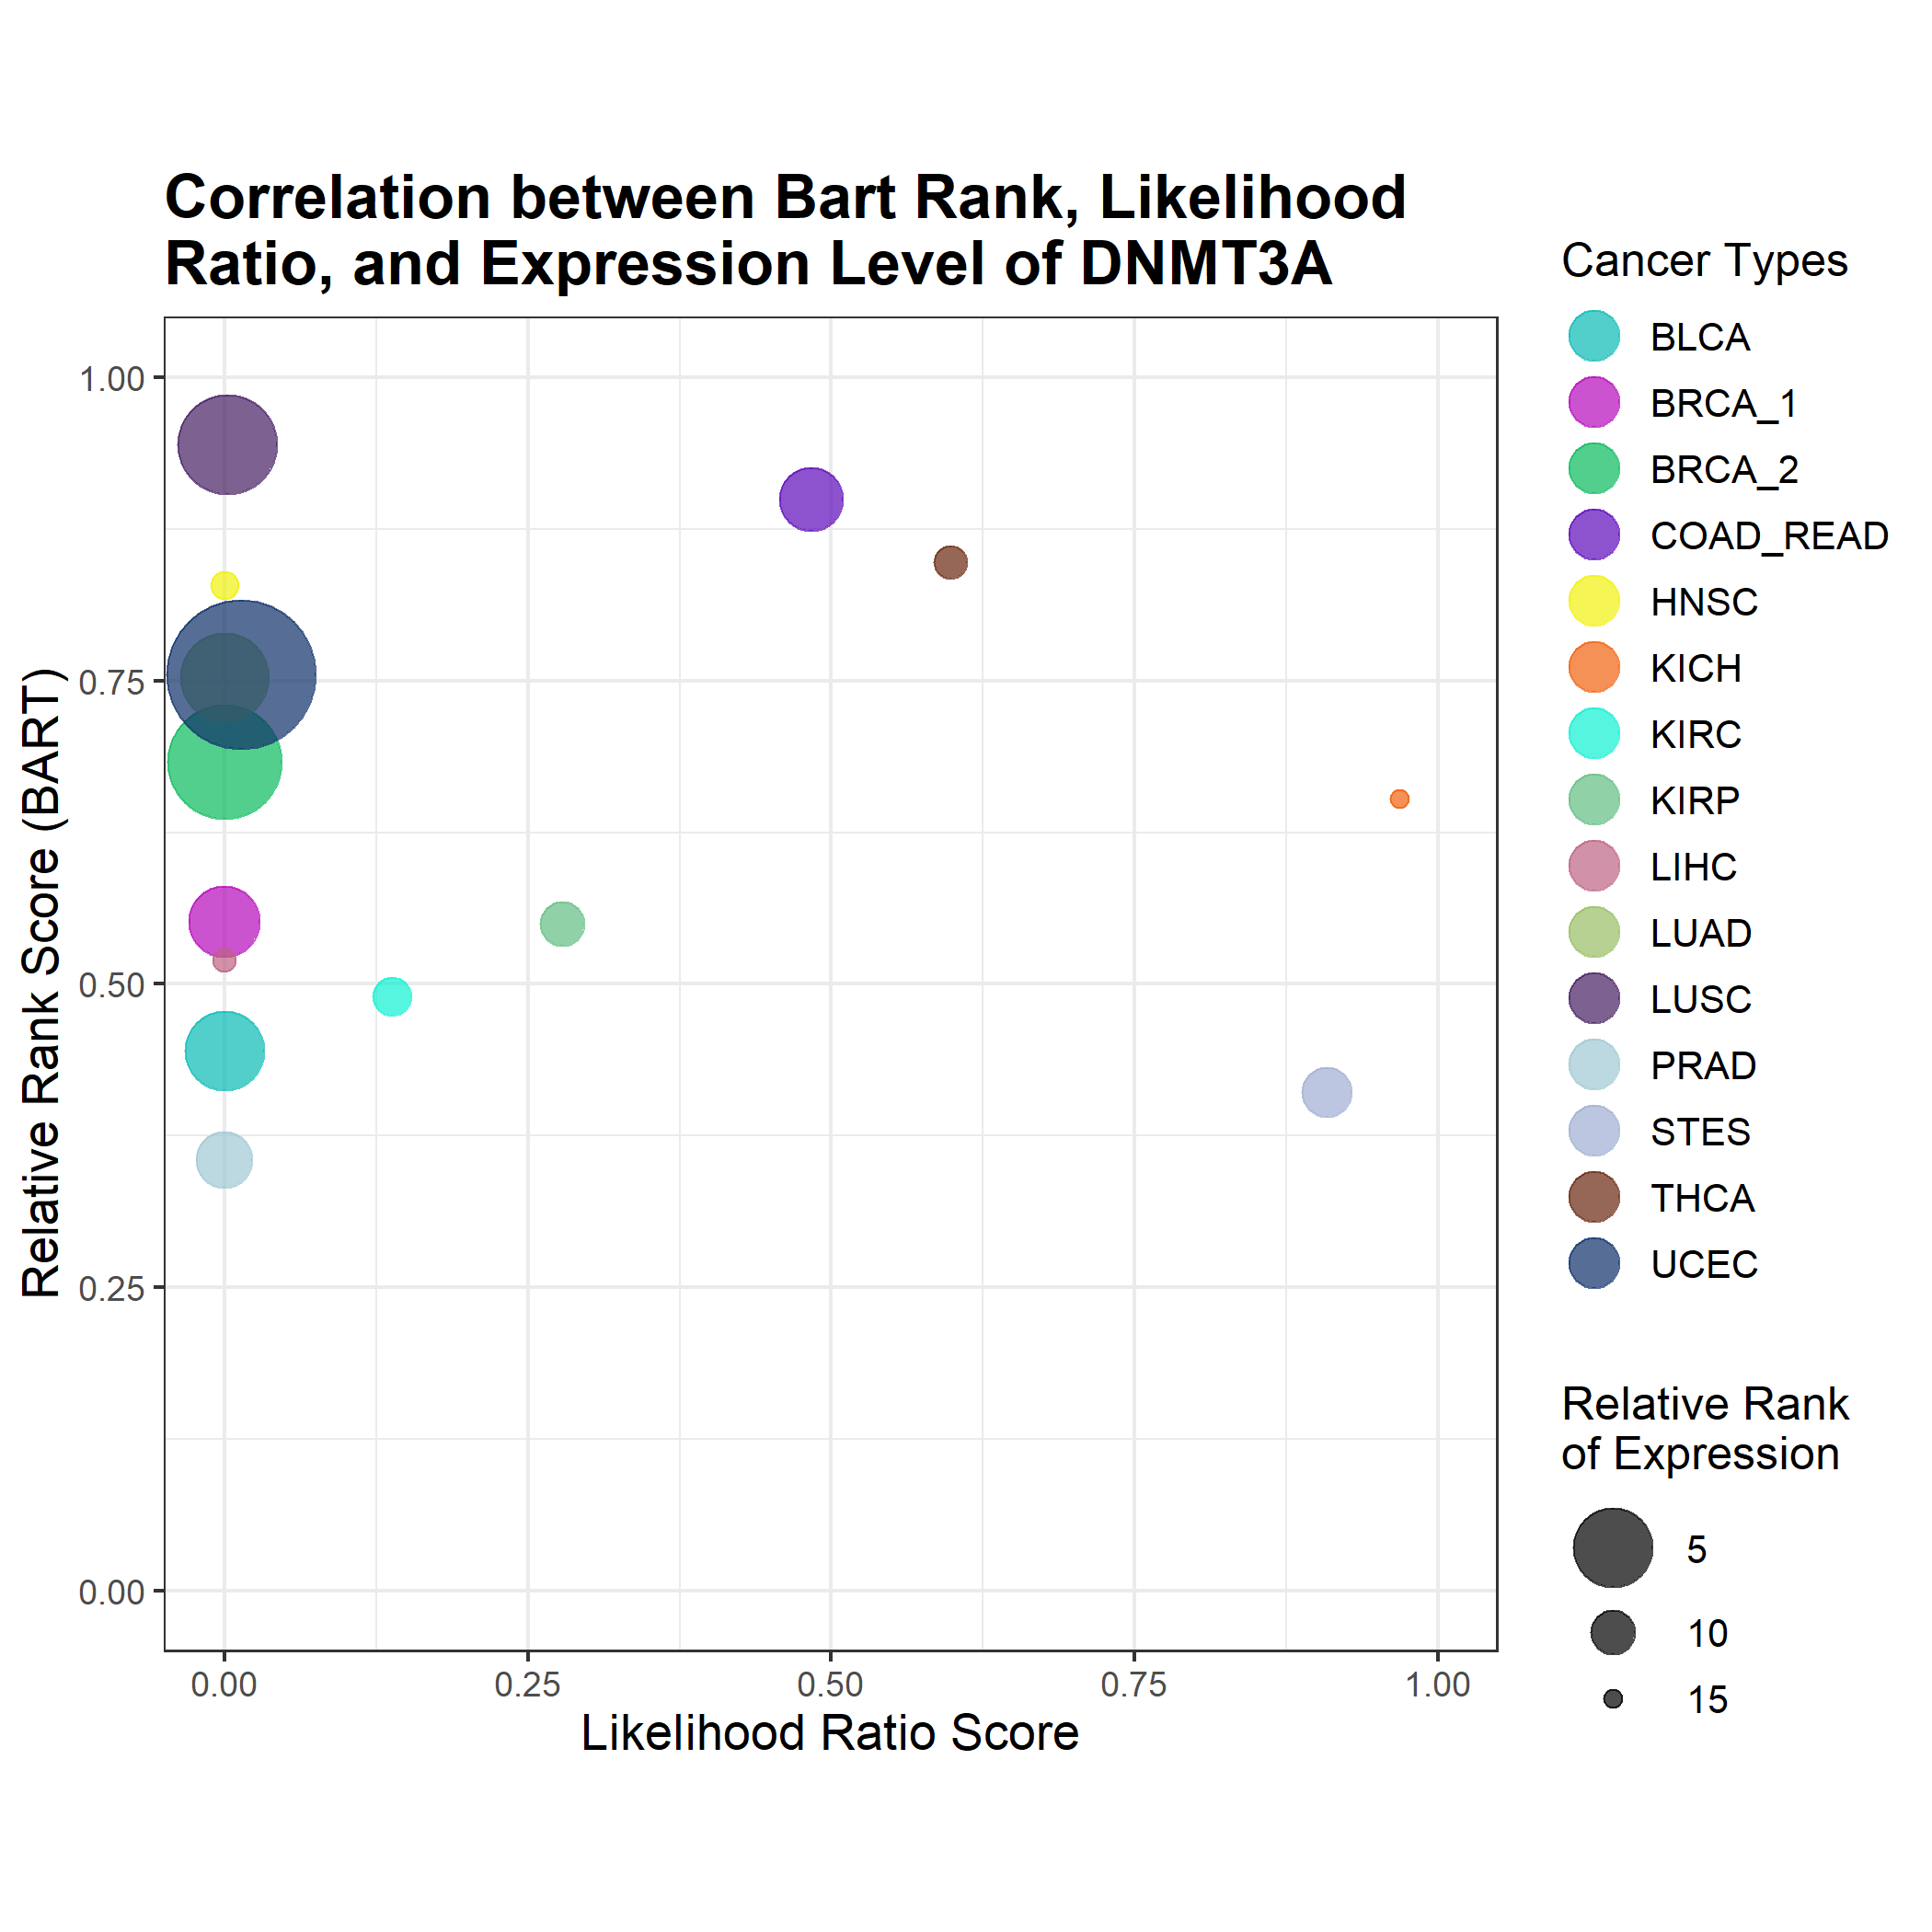 Correlation between Bart Rank, Likelihood
Ratio, and Expression Level of DNMT3A
Relative Rank Score (BART)
1.00
0.75
0.50
0.25
0.00
0.00 0.25 0.50 0.75 1.00
Likelihood Ratio Score
Cancer Types
BLCA
BRCA_1
BRCA_2
COAD_READ
HNSC
KICH
KIRC
KIRP
LIHC
LUAD
LUSC
PRAD
STES
THCA
UCEC
Relative Rank
of Expression
5
10
15